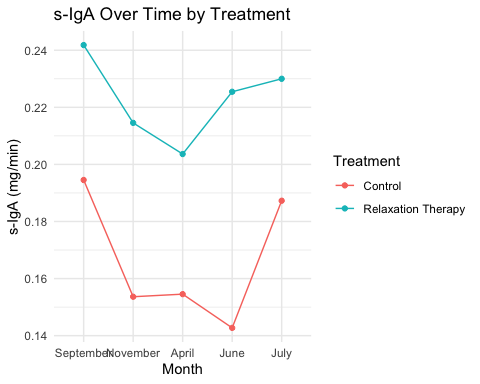 s-IgA Over Time by Treatment
s-IgA (mg/min)
0.24
0.22
0.20
0.18
0.16
0.14
September November April June July
Month
Treatment
Control
Relaxation Therapy